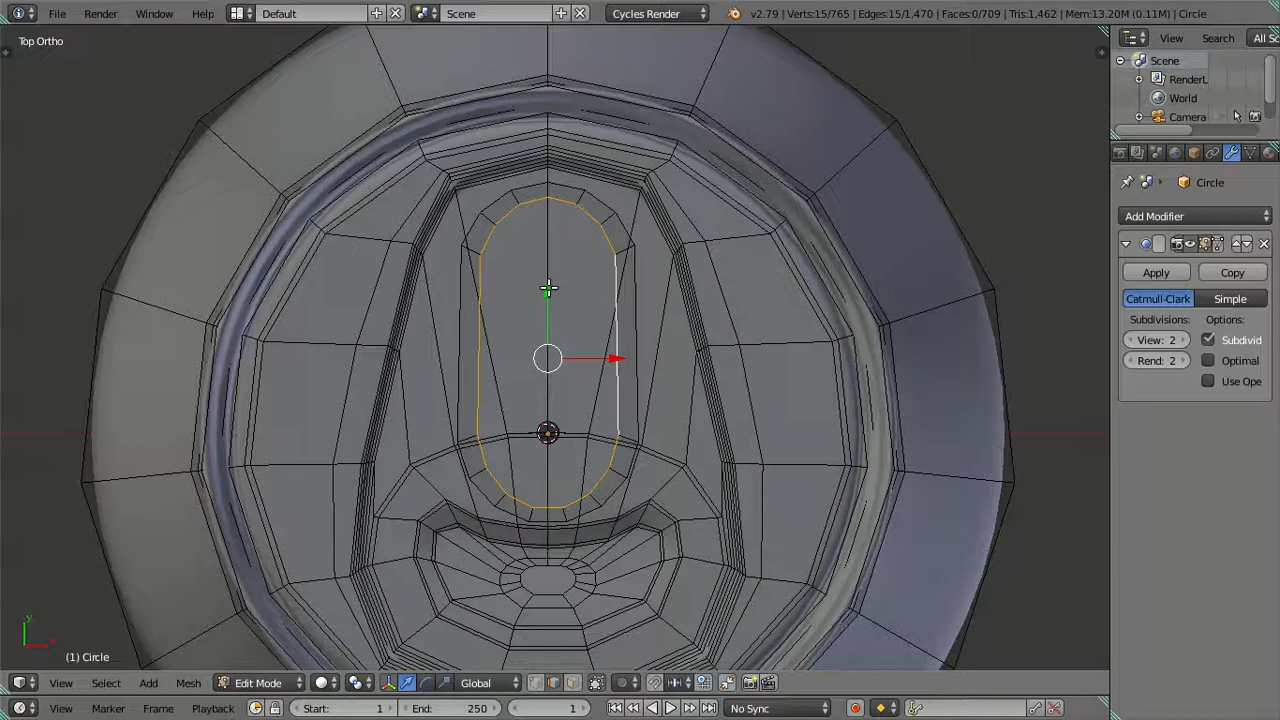 File Render Window Help Default Scene Cycles Render v2.79 | Verts:15/765 | Edges:15/1,470 | Faces:0/709 | Tris:1,462 | Mem:13.20M (0.11M) | Circle
Top Ortho
View Search All Sc
Scene
RenderL
World
Camera
Circle
Add Modifier
Apply Copy
Catmull-Clark Simple
Subdivisions: Options:
View: 2 Subdivid
Rend: 2 Optimal
Use Ope
y
(1) Circle
View Select Add Mesh Edit Mode Global
View Marker Frame Playback Start: 1 End: 250 1 No Sync